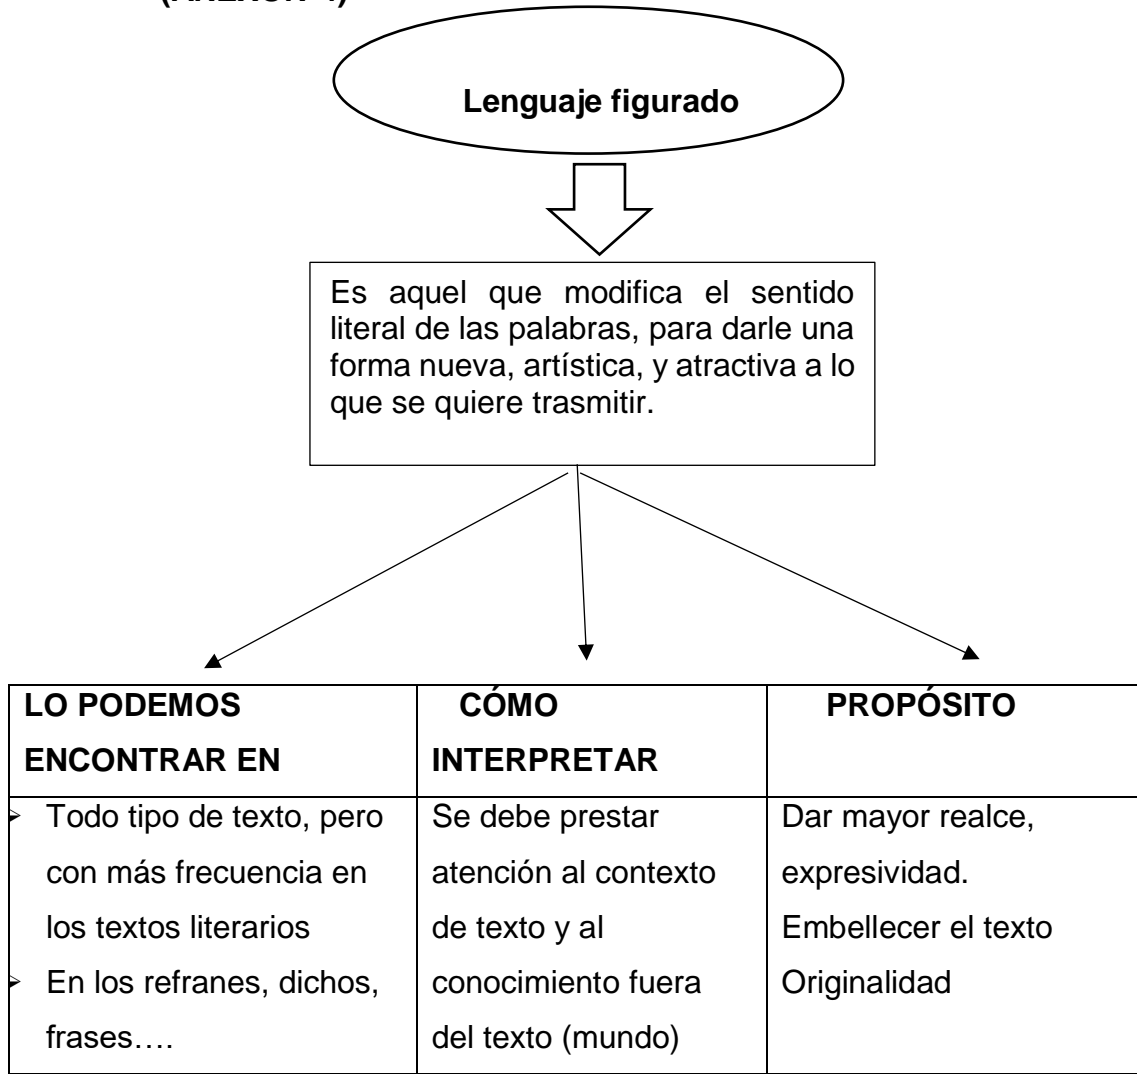 Lenguaje figurado
Es aquel que modifica el sentido
literal de las palabras, para darle una
forma nueva, artística, y atractiva a lo
que se quiere trasmitir.
LO PODEMOS
ENCONTRAR EN
CÓMO
INTERPRETAR
PROPÓSITO
➢ Todo tipo de texto, pero
con más frecuencia en
los textos literarios
➢ En los refranes, dichos,
frases….
Se debe prestar
atención al contexto
de texto y al
conocimiento fuera
del texto (mundo)
Dar mayor realce,
expresividad.
Embellecer el texto
Originalidad